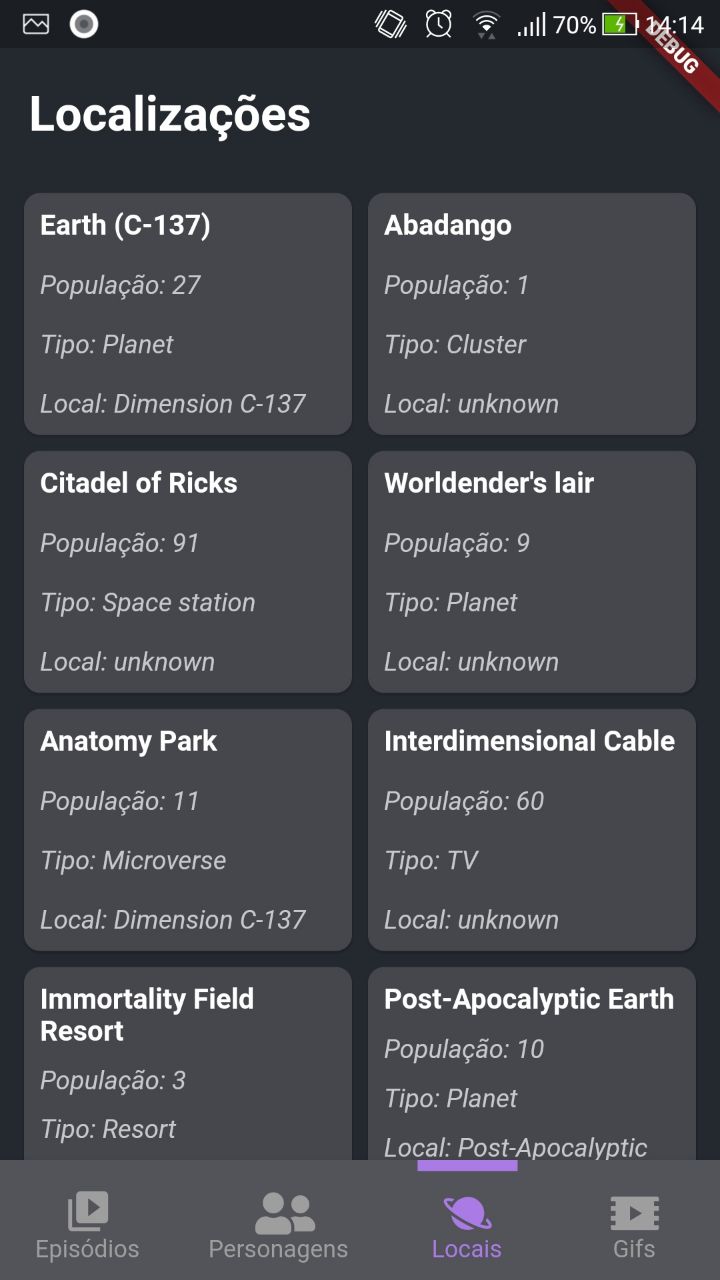 70% 14:14
DEBUG
Localizações
Earth (C-137)
População: 27
Tipo: Planet
Local: Dimension C-137
Abadango
População: 1
Tipo: Cluster
Local: unknown
Citadel of Ricks
População: 91
Tipo: Space station
Local: unknown
Worldender's lair
População: 9
Tipo: Planet
Local: unknown
Anatomy Park
População: 11
Tipo: Microverse
Local: Dimension C-137
Interdimensional Cable
População: 60
Tipo: TV
Local: unknown
Immortality Field
Resort
População: 3
Tipo: Resort
Post-Apocalyptic Earth
População: 10
Tipo: Planet
Local: Post-Apocalyptic
Episódios
Personagens
Locais
Gifs